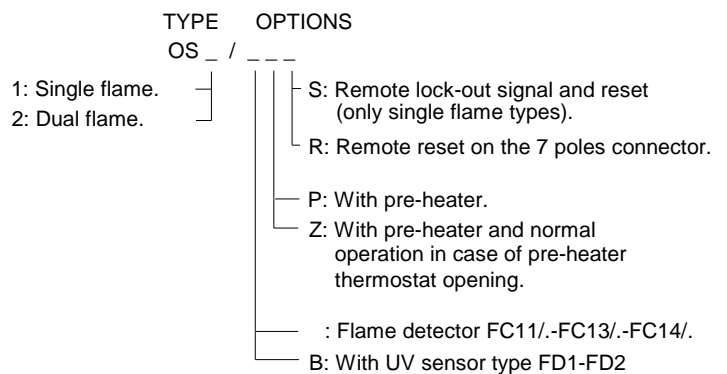 TYPE OPTIONS
OS _ / _ _ _
1: Single flame.
2: Dual flame.
S: Remote lock-out signal and reset
(only single flame types).
R: Remote reset on the 7 poles connector.
P: With pre-heater.
Z: With pre-heater and normal
operation in case of pre-heater
thermostat opening.
: Flame detector FC11/.-FC13/.-FC14/.
B: With UV sensor type FD1-FD2